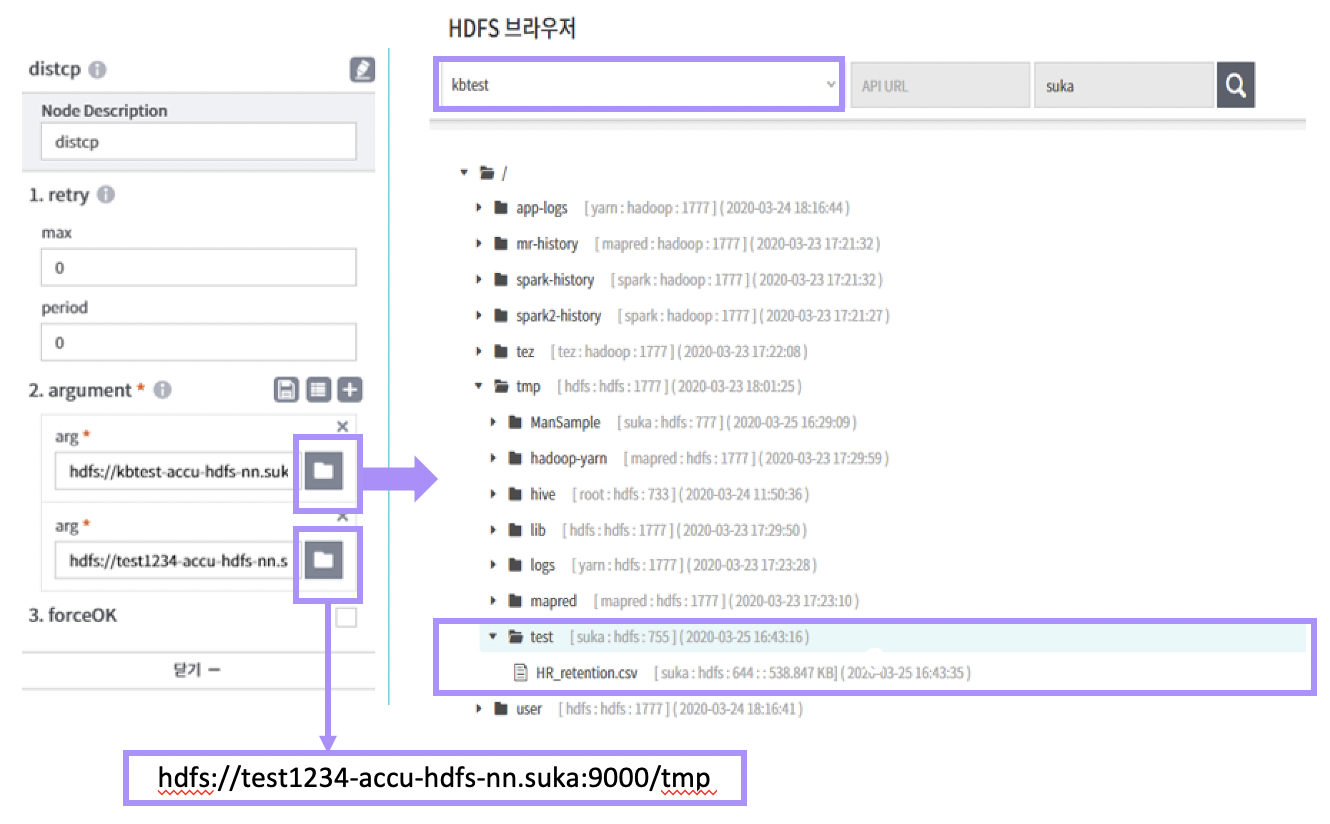 HDFS 브라우저
distcp
Node Description
distcp
1. retry
max
0
period
0
2. argument *
arg *
hdfs://kbtest-accu-hdfs-nn.suk
arg *
hdfs://test1234-accu-hdfs-nn.s
3. forceOK
닫기 –
kbtest
API URL
suka
/
app-logs [ yarn : hadoop : 1777 ] ( 2020-03-24 18:16:44 )
mr-history [ mapred : hadoop : 1777 ] ( 2020-03-23 17:21:32 )
spark-history [ spark : hadoop : 1777 ] ( 2020-03-23 17:21:32 )
spark2-history [ spark : hadoop : 1777 ] ( 2020-03-23 17:21:27 )
tez [ tez : hadoop : 1777 ] ( 2020-03-23 17:22:08 )
tmp [ hdfs : hdfs : 1777 ] ( 2020-03-23 18:01:25 )
ManSample [ suka : hdfs : 777 ] ( 2020-03-25 16:29:09 )
hadoop-yarn [ mapred : hdfs : 1777 ] ( 2020-03-23 17:29:59 )
hive [ root : hdfs : 733 ] ( 2020-03-24 11:50:36 )
lib [ hdfs : hdfs : 1777 ] ( 2020-03-23 17:29:50 )
logs [ yarn : hdfs : 1777 ] ( 2020-03-23 17:23:28 )
mapred [ mapred : hdfs : 1777 ] ( 2020-03-23 17:23:10 )
test [ suka : hdfs : 755 ] ( 2020-03-25 16:43:16 )
HR_retention.csv [ suka : hdfs : 644 : : 538.847 KB] ( 2020-03-25 16:43:35 )
user [ hdfs : hdfs : 1777 ] ( 2020-03-24 18:16:41 )
hdfs://test1234-accu-hdfs-nn.suka:9000/tmp